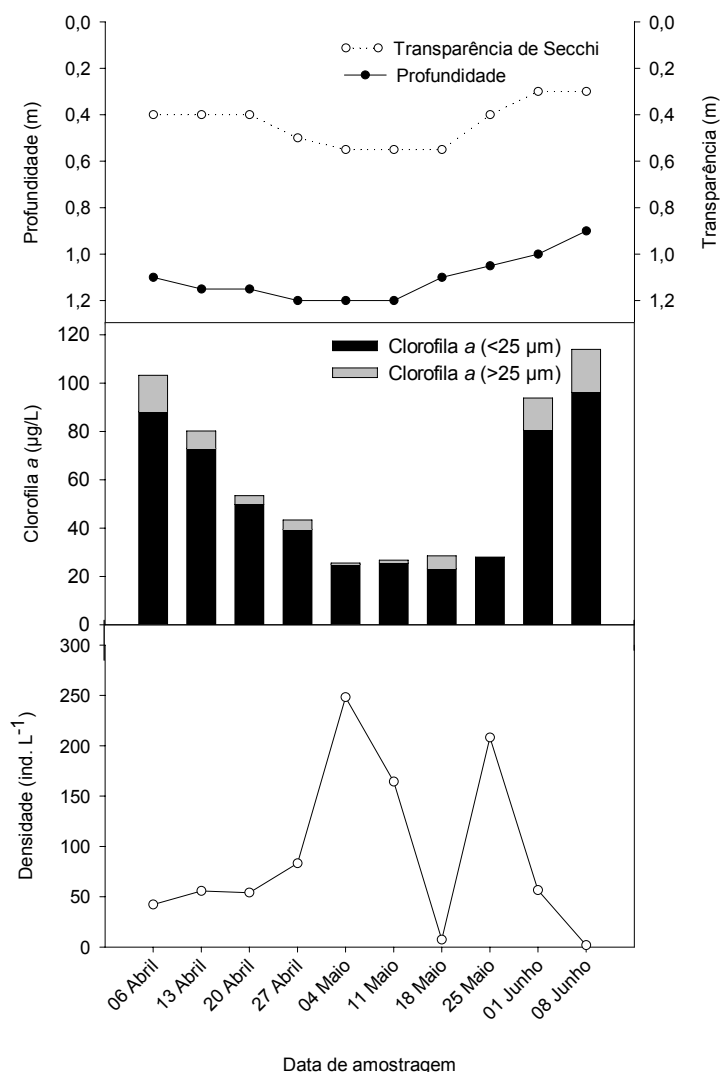 0,0
0,2
0,4
0,6
0,8
1,0
1,2
Profundidade (m)
Transparência de Secchi
Profundidade
0,0
0,2
0,4
0,6
0,8
1,0
1,2
Transparência (m)
120
100
80
60
40
20
0
Clorofila a (µg/L)
Clorofila a (<25 µm)
Clorofila a (>25 µm)
300
250
200
150
100
50
0
Densidade (ind. L-1)
06 Abril
13 Abril
20 Abril
27 Abril
04 Maio
11 Maio
18 Maio
25 Maio
01 Junho
08 Junho
Data de amostragem